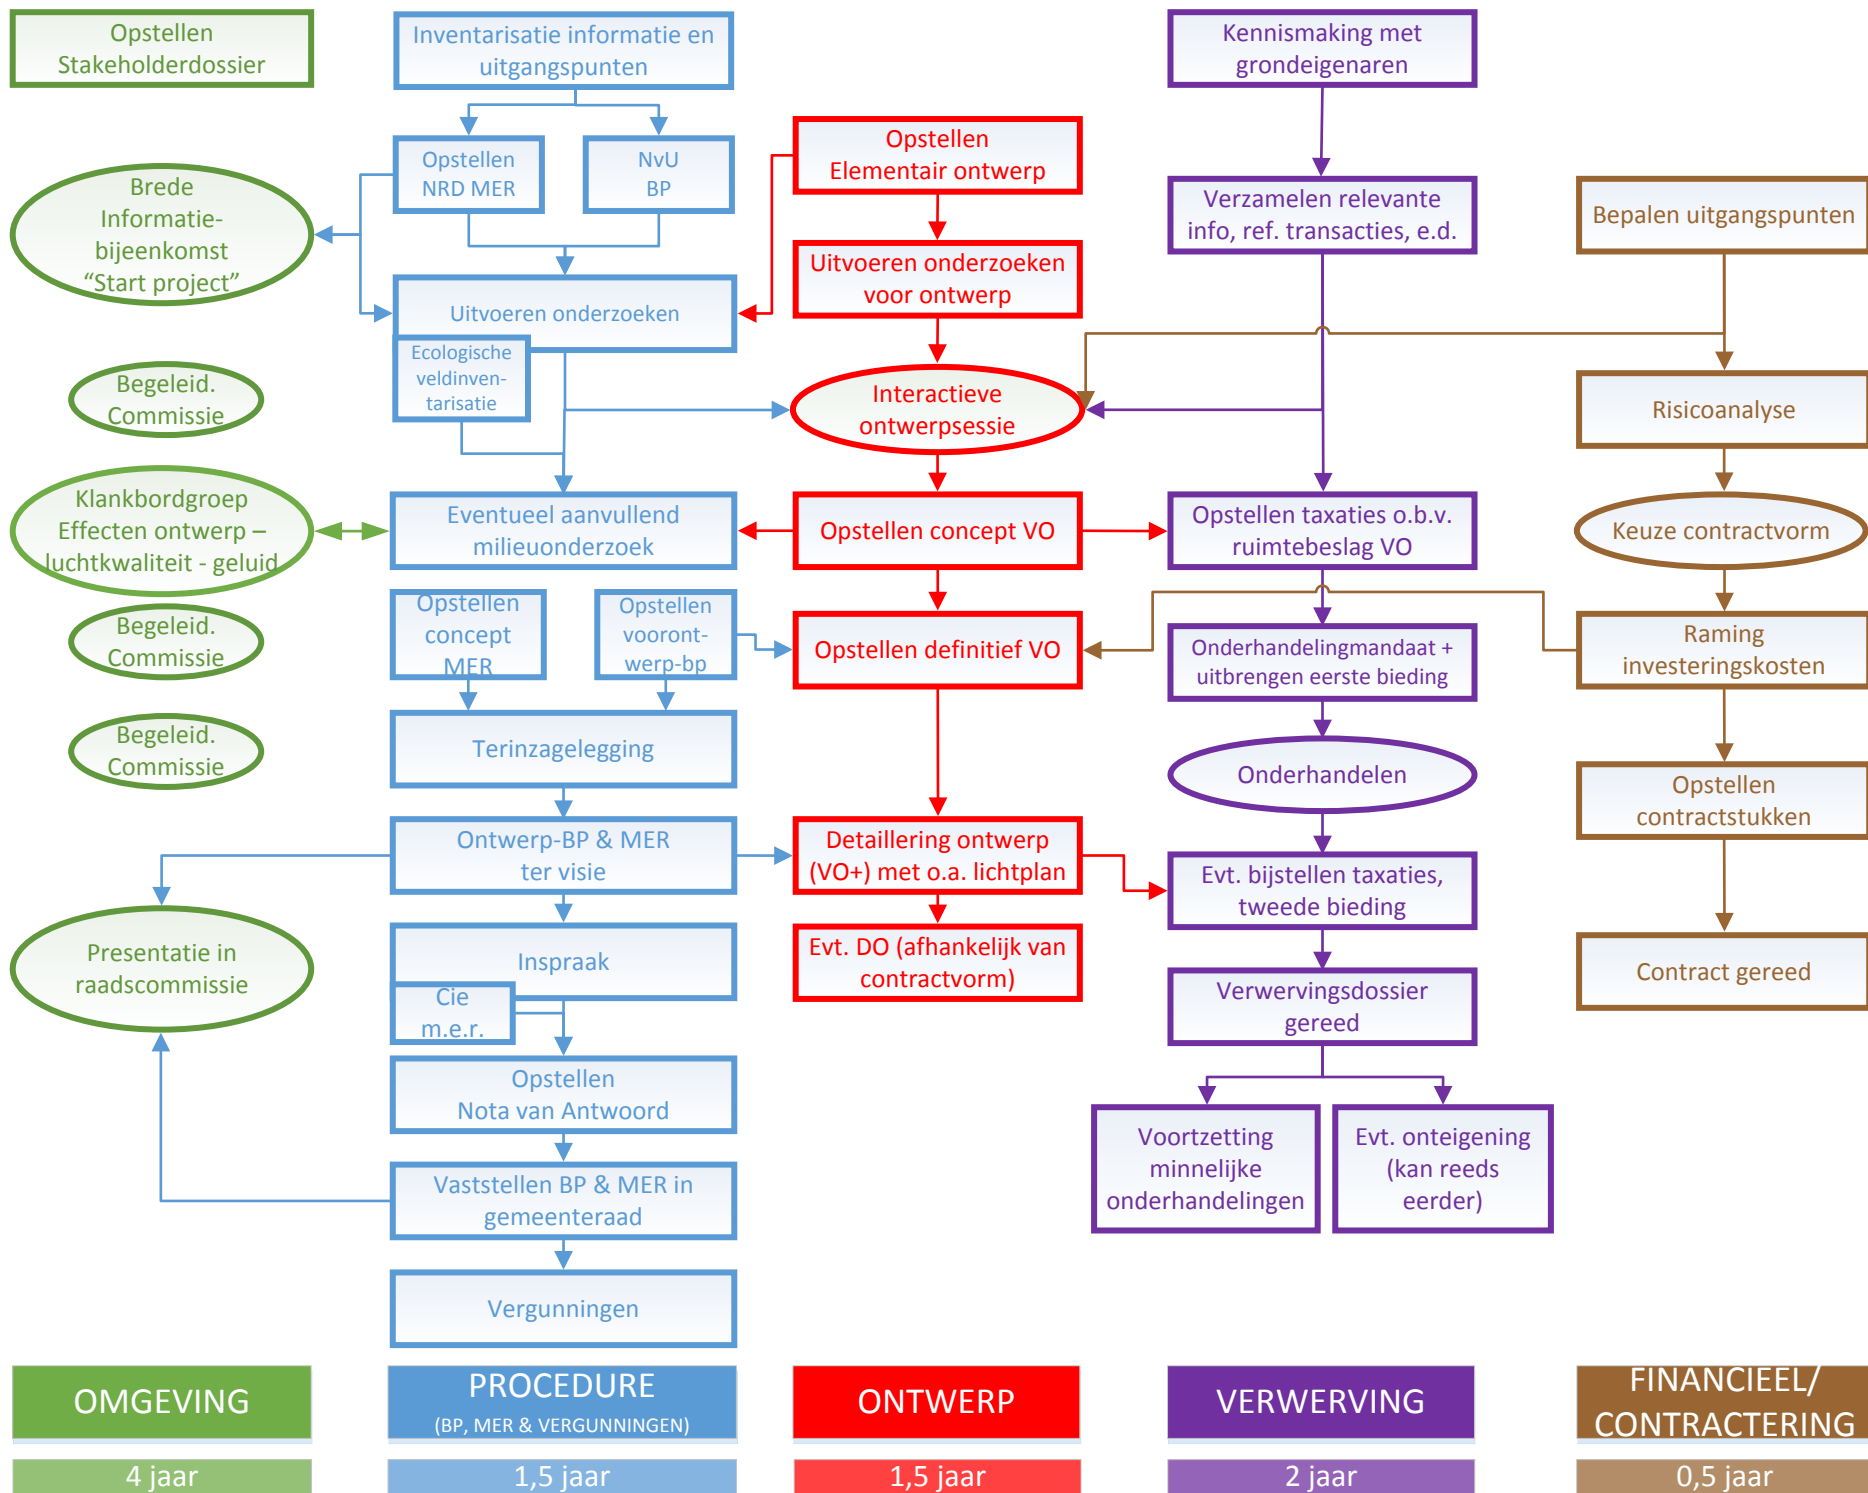 Opstellen
Stakeholderdossier
Brede
Informatie-
bijeenkomst
“Start project”
Begeleid.
Commissie
Klankbordgroep
Effecten ontwerp –
luchtkwaliteit - geluid
Begeleid.
Commissie
Begeleid.
Commissie
Presentatie in
raadscommissie
Inventarisatie informatie en
uitgangspunten
Opstellen
NRD MER
NvU
BP
Uitvoeren onderzoeken
Ecologische
veldinven-
tarisatie
Eventueel aanvullend
milieuonderzoek
Opstellen
concept
MER
Opstellen
vooront-
werp-bp
Terinzagelegging
Ontwerp-BP & MER
ter visie
Inspraak
Cie
m.e.r.
Opstellen
Nota van Antwoord
Vaststellen BP & MER in
gemeenteraad
Vergunningen
Opstellen
Elementair ontwerp
Uitvoeren onderzoeken
voor ontwerp
Interactieve
ontwerpsessie
Opstellen concept VO
Opstellen definitief VO
Detaillering ontwerp
(VO+) met o.a. lichtplan
Evt. DO (afhankelijk van
contractvorm)
Kennismaking met
grondeigenaren
Verzamelen relevante
info, ref. transacties, e.d.
Opstellen taxaties o.b.v.
ruimtebeslag VO
Onderhandelingmandaat +
uitbrengen eerste bieding
Onderhandelen
Evt. bijstellen taxaties,
tweede bieding
Verwervingsdossier
gereed
Voortzetting
minnelijke
onderhandelingen
Evt. onteigening
(kan reeds
eerder)
Bepalen uitgangspunten
Risicoanalyse
Keuze contractvorm
Raming
investeringskosten
Opstellen
contractstukken
Contract gereed
OMGEVING
4 jaar
PROCEDURE
(BP, MER & VERGUNNINGEN)
1,5 jaar
ONTWERP
1,5 jaar
VERWERVING
2 jaar
FINANCIEEL/
CONTRACTERING
0,5 jaar